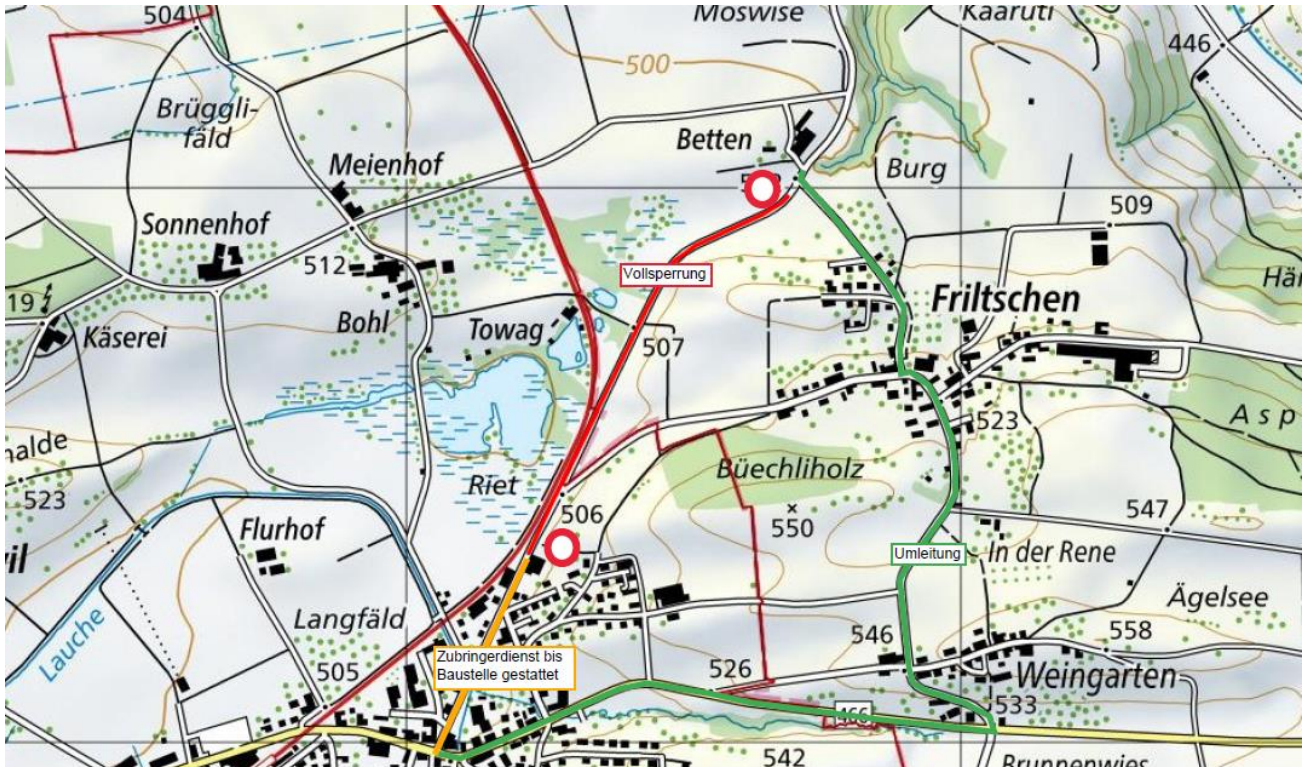 504
Moswise
Kaaruti
446
500
Brüggli-
fäld
Meienhof
Betten
Burg
Sonnenhof
509
512
Vollsperrung
Friltschen
19
Käserei
Bohl
Towag
507
523
Asp
halde
Büechliholz
Riet
523
506
550
547
Flurhof
Umleitung
In der Rene
Ägelsee
Langfäld
546
558
Lauche
Zubringerdienst bis
Baustelle gestattet
526
Weingarten
505
533
466
542
Brunnenwies